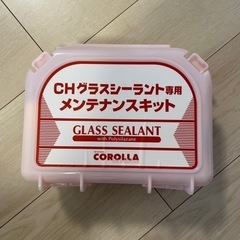 CHグラスシーラント専用
メンテナンスキット
GLASS SEALANT
with Polysilazane
COROLLA